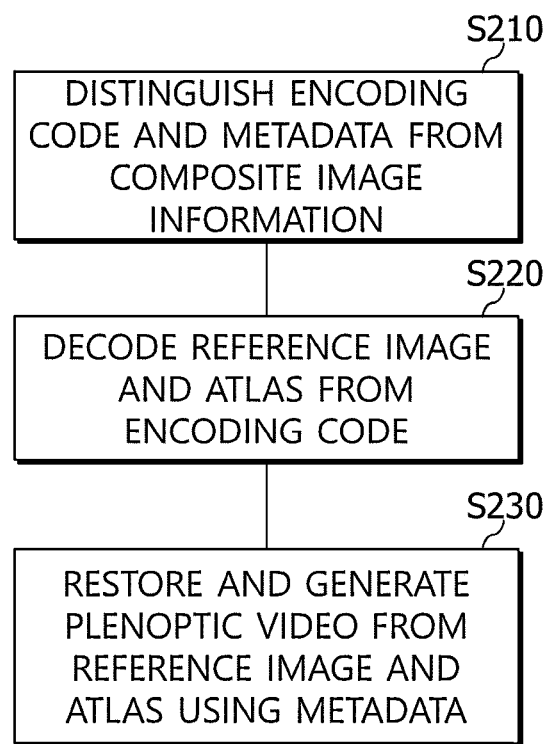 S210
DISTINGUISH ENCODING
CODE AND METADATA FROM
COMPOSITE IMAGE
INFORMATION
S220
DECODE REFERENCE IMAGE
AND ATLAS FROM
ENCODING CODE
S230
RESTORE AND GENERATE
PLENOPTIC VIDEO FROM
REFERENCE IMAGE AND
ATLAS USING METADATA